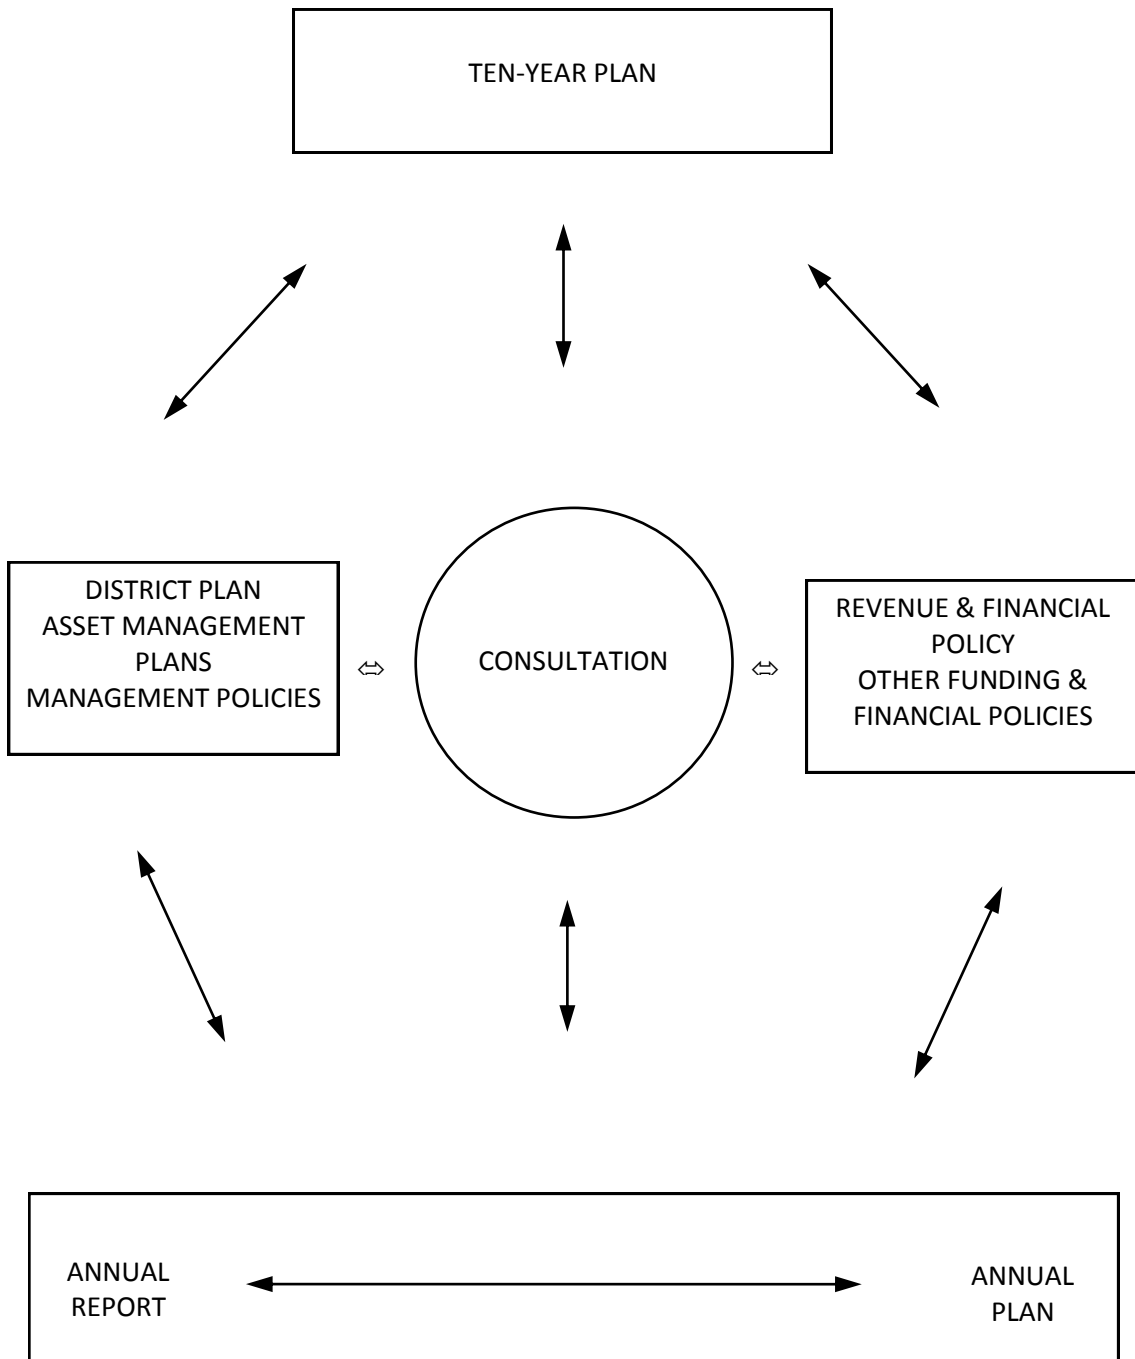 TEN-YEAR PLAN
DISTRICT PLAN
ASSET MANAGEMENT
PLANS
MANAGEMENT POLICIES
⇔
CONSULTATION
⇔
REVENUE & FINANCIAL
POLICY
OTHER FUNDING &
FINANCIAL POLICIES
ANNUAL
REPORT
ANNUAL
PLAN